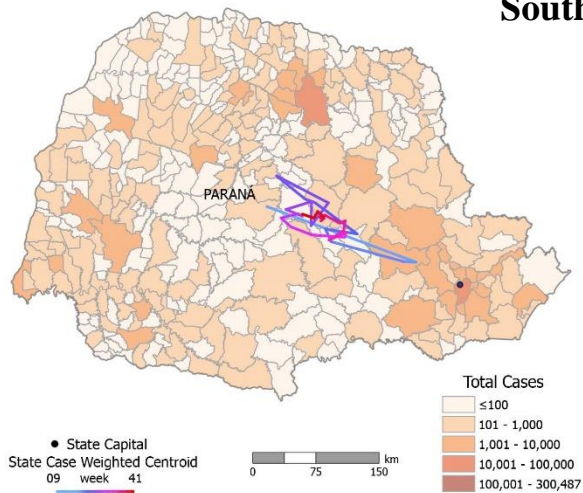 South
PARANÁ
Total Cases
≤100
101 - 1,000
1,001 - 10,000
10,001 - 100,000
100,001 - 300,487
State Capital
State Case Weighted Centroid
09 week 41
km
0 75 150